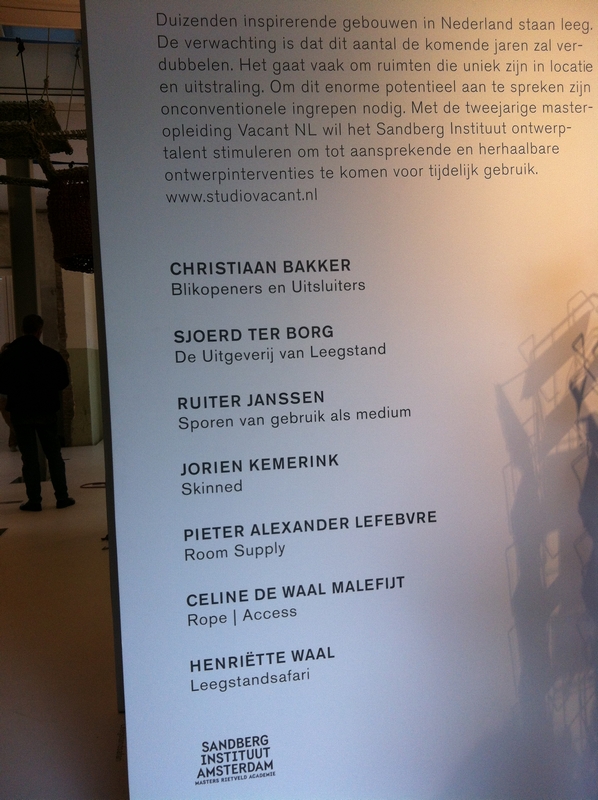 Duizenden inspirerende gebouwen in Nederland staan leeg.
De verwachting is dat dit aantal de komende jaren zal ver-
dubbelen. Het gaat vaak om ruimten die uniek zijn in locatie
en uitstraling. Om dit enorme potentieel aan te spreken zijn
onconventionele ingrepen nodig. Met de tweejarige master-
opleiding Vacant NL wil het Sandberg Instituut ontwerp-
talent stimuleren om tot aansprekende en herhaalbare
ontwerpinterventies te komen voor tijdelijk gebruik.
www.studiovacant.nl
CHRISTIAAN BAKKER
Blikopeners en Uitsluiters
SJOERD TER BORG
De Uitgeverij van Leegstand
RUITER JANSSEN
Sporen van gebruik als medium
JORIEN KEMERINK
Skinned
PIETER ALEXANDER LEFEBVRE
Room Supply
CELINE DE WAAL MALEFIJT
Rope | Access
HENRIËTTE WAAL
Leegstandsafari
SANDBERG
INSTITUUT
AMSTERDAM
MASTERS RIETVELD ACADEMIE